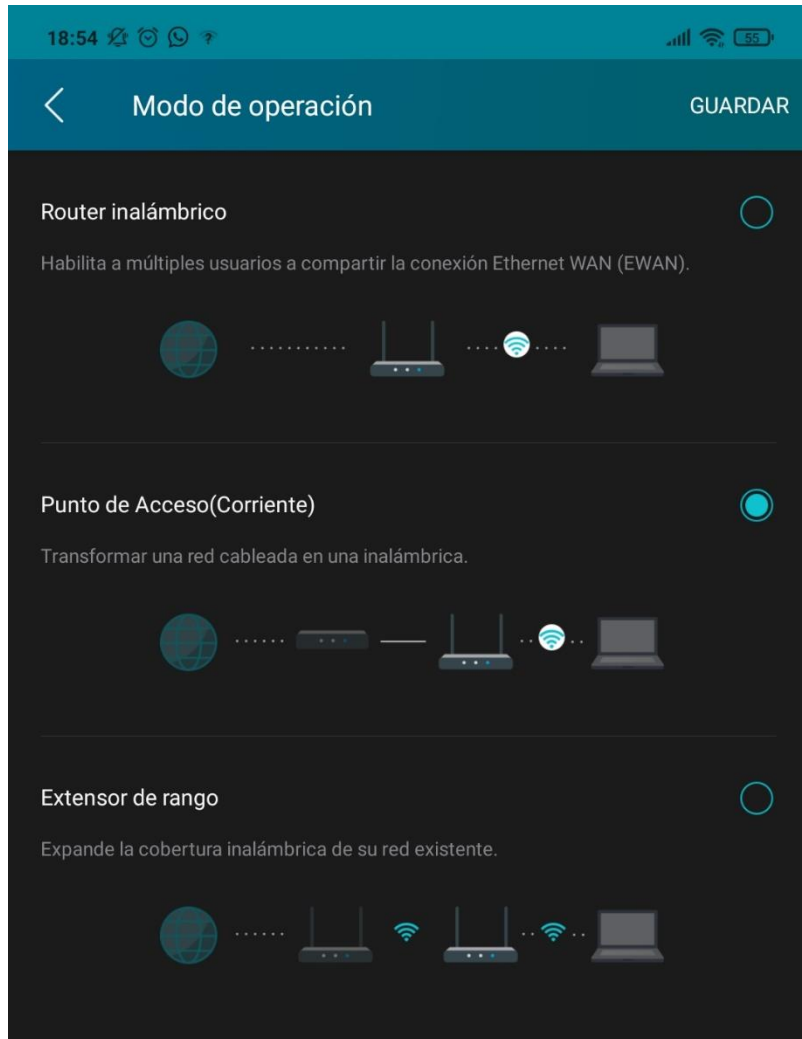 18:54
55
Modo de operación
GUARDAR
Router inalámbrico
Habilita a múltiples usuarios a compartir la conexión Ethernet WAN (EWAN).
Punto de Acceso(Corriente)
Transformar una red cableada en una inalámbrica.
Extensor de rango
Expande la cobertura inalámbrica de su red existente.